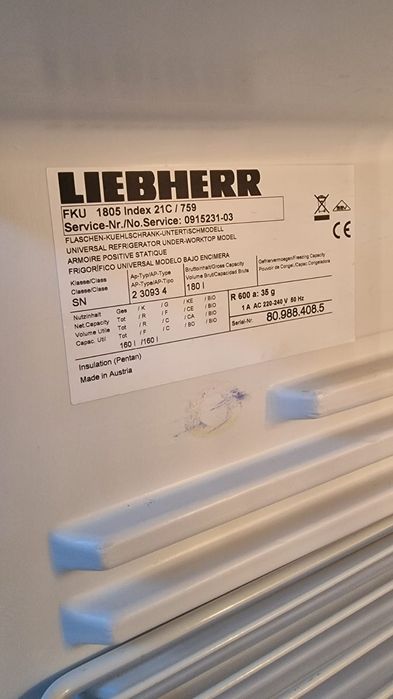 LIEBHERR
FKU 1805 Index 21C / 759
Service-Nr./No.Service: 0915231-03
FLASCHEN-KUEHLSCHRANK-UNTERTISCHMODELL
UNIVERSAL REFRIGERATOR UNDER-WORKTOP MODEL
ARMOIRE POSITIVE STATIQUE
FRIGORÍFICO UNIVERSAL MODELO BAJO ENCIMERA
Klasse/Class
Classe/Clase
SN
Ap-Typ/AP-Type
AP-Type/AP-Tipo
2 3093 4
Bruttoinhalt/Gross Capacity
Volume Brut/Capacidad Bruta
180 l
Gefriervermoegen/Freezing Capacity
Pouvoir de Congel./Capac.Congeladora
Nutzinhalt Ges / K / G / KE / BIO
Net.Capacity Tot / R / F / CE / BIO
Volume Utile Tot / R / C / CA / BIO
Capac. Util Tot / F / C / BO / BIO
160 l /160 l
R 600 a: 35 g
1 A AC 220-240 V 50 Hz
Serial-Nr. 80.988.408.5
Insulation (Pentan)
Made in Austria
CE